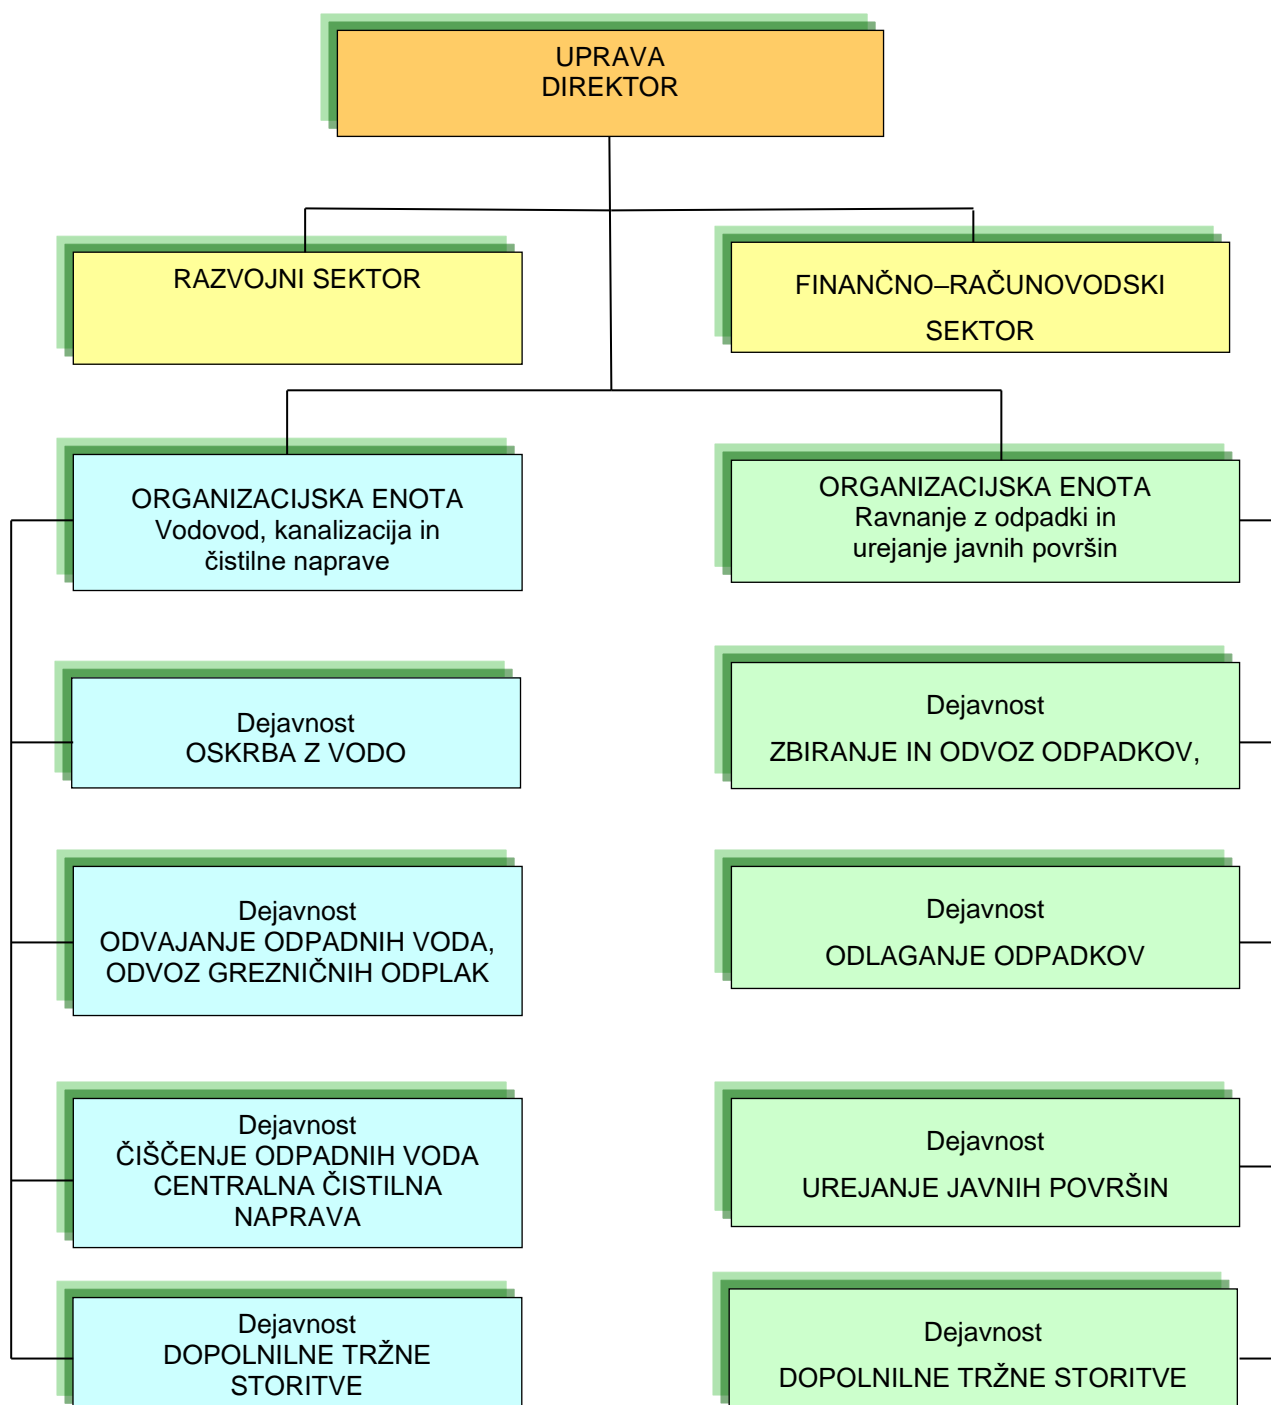 UPRAVA
DIREKTOR
RAZVOJNI SEKTOR
FINANČNO–RAČUNOVODSKI
SEKTOR
ORGANIZACIJSKA ENOTA
Vodovod, kanalizacija in
čistilne naprave
ORGANIZACIJSKA ENOTA
Ravnanje z odpadki in
urejanje javnih površin
Dejavnost
OSKRBA Z VODO
Dejavnost
ZBIRANJE IN ODVOZ ODPADKOV,
Dejavnost
ODVAJANJE ODPADNIH VODA,
ODVOZ GREZNIČNIH ODPLAK
Dejavnost
ODLAGANJE ODPADKOV
Dejavnost
ČIŠČENJE ODPADNIH VODA
CENTRALNA ČISTILNA
NAPRAVA
Dejavnost
UREJANJE JAVNIH POVRŠIN
Dejavnost
DOPOLNILNE TRŽNE
STORITVE
Dejavnost
DOPOLNILNE TRŽNE STORITVE